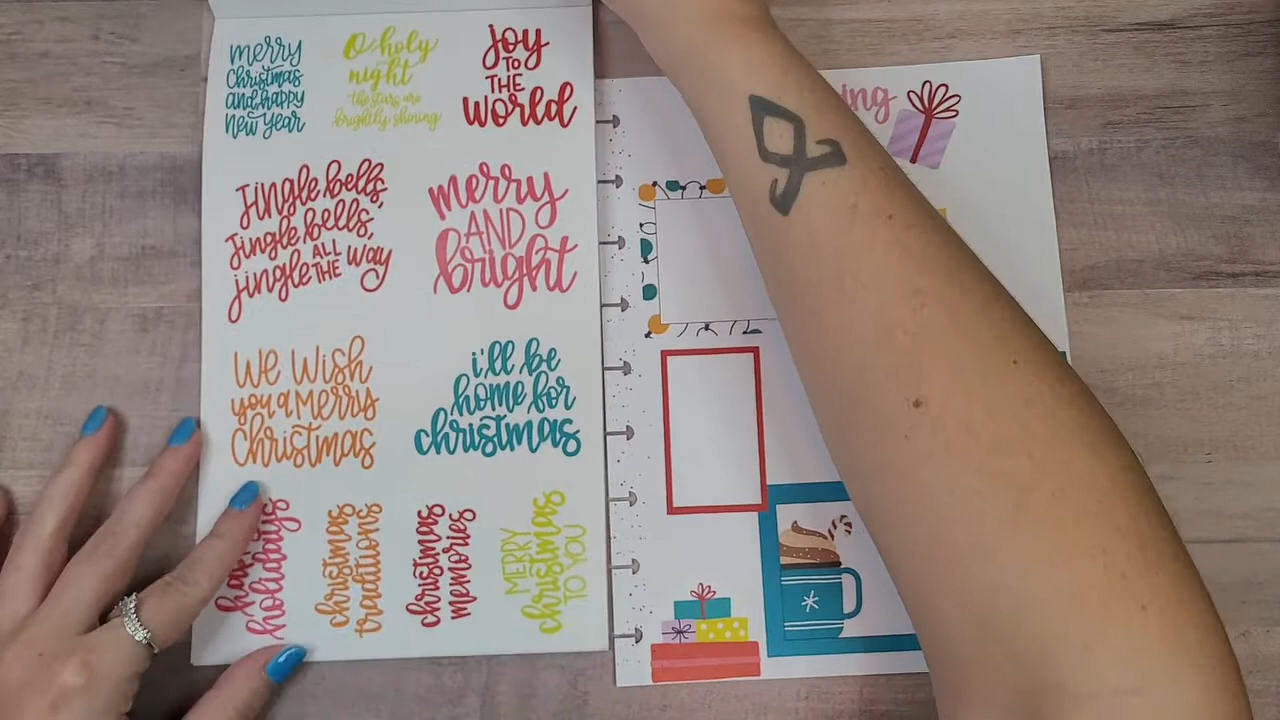 merry
Christmas
and happy
New Year
O holy
night
the stars are
brightly shining
joy
To
THE
world
Jingle bells,
Jingle bells,
jingle ALL THE way
merry
AND
bright
We Wish
you a Merry
Christmas
i'll be
home for
christmas
happy
holidays
christmas
traditions
christmas
memories
MERRY
christmas
TO YOU